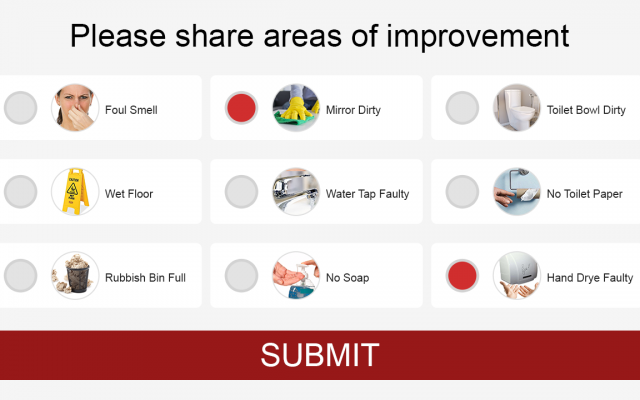 Please share areas of improvement
Foul Smell
Mirror Dirty
Toilet Bowl Dirty
Wet Floor
Water Tap Faulty
No Toilet Paper
Rubbish Bin Full
No Soap
Hand Drye Faulty
SUBMIT